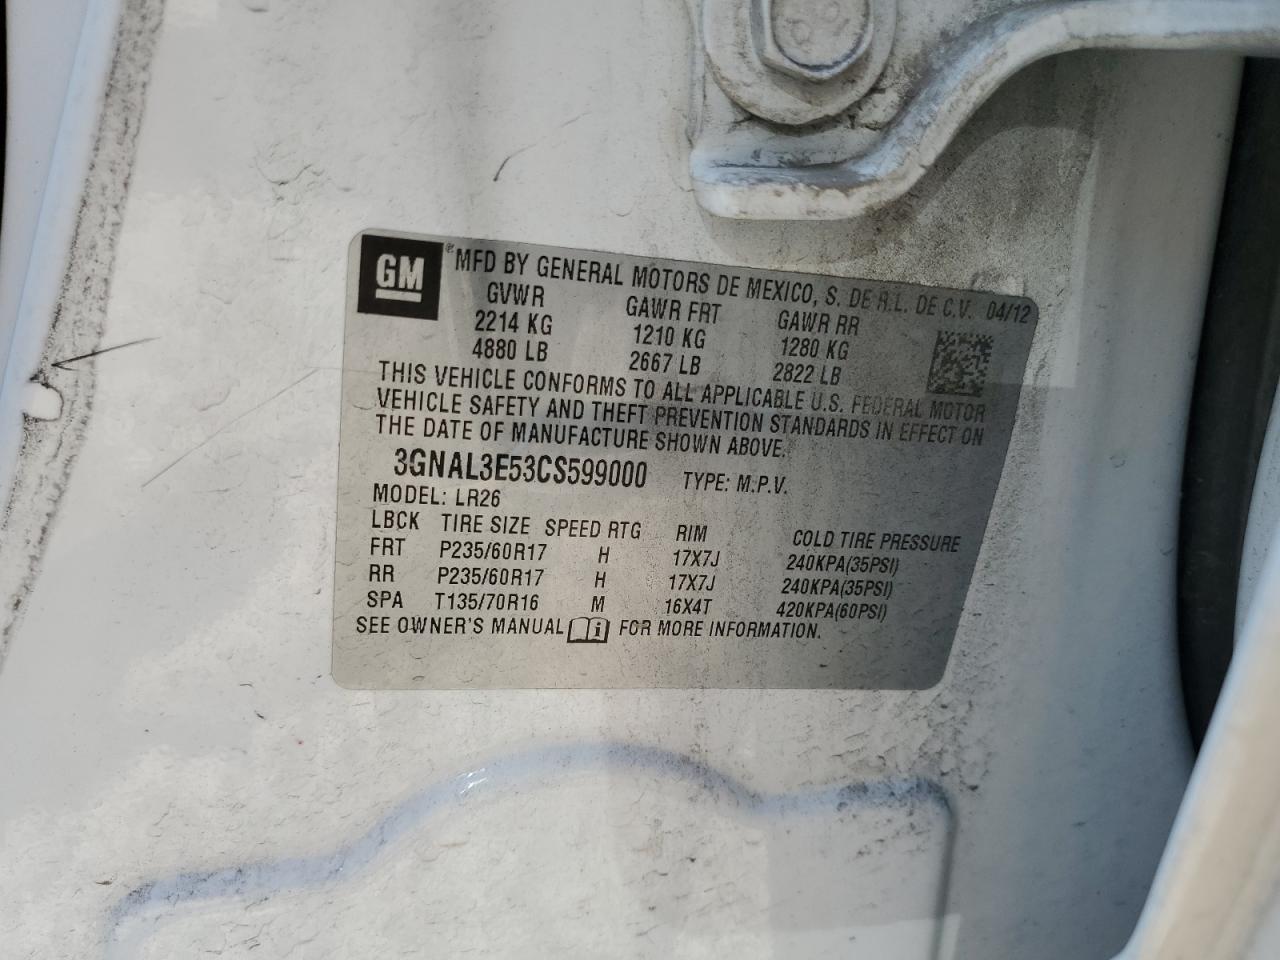 GM ® MFD BY GENERAL MOTORS DE MEXICO, S. DE R.L. DE C.V. 04/12
GVWR GAWR FRT GAWR RR
2214 KG 1210 KG 1280 KG
4880 LB 2667 LB 2822 LB
THIS VEHICLE CONFORMS TO ALL APPLICABLE U.S. FEDERAL MOTOR
VEHICLE SAFETY AND THEFT PREVENTION STANDARDS IN EFFECT ON
THE DATE OF MANUFACTURE SHOWN ABOVE.
3GNAL3E53CS599000 TYPE: M.P.V.
MODEL: LR26
LBCK TIRE SIZE SPEED RTG RIM COLD TIRE PRESSURE
FRT P235/60R17 H 17X7J 240KPA(35PSI)
RR P235/60R17 H 17X7J 240KPA(35PSI)
SPA T135/70R16 M 16X4T 420KPA(60PSI)
SEE OWNER'S MANUAL i FOR MORE INFORMATION.